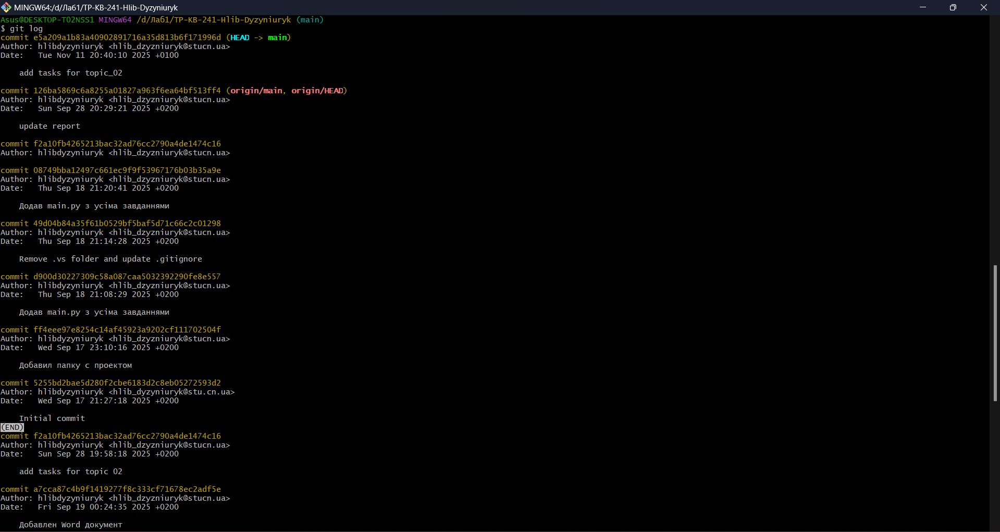 MINGW64:/d/Лаб1/TP-KB-241-Hlib-Dyzyniuryk
Asus@DESKTOP-TO2NSS1 MINGW64 /d/Лаб1/TP-KB-241-Hlib-Dyzyniuryk (main)
$ git log
commit e5a209a1b83a40902891716a35d813b6f171996d (HEAD -> main)
Author: hlibdyzyniuryk <hlib_dzyzniuryk@stucn.ua>
Date:   Tue Nov 11 20:40:10 2025 +0100
add tasks for topic_02
commit 126ba5869c6a8255a01827a963f6ea64bf513ff4 (origin/main, origin/HEAD)
Author: hlibdyzyniuryk <hlib_dzyzniuryk@stucn.ua>
Date:   Sun Sep 28 20:29:21 2025 +0200
update report
commit f2a10fb4265213bac32ad76cc2790a4de1474c16
Author: hlibdyzyniuryk <hlib_dzyzniuryk@stucn.ua>
commit 08749bba12497c661ec9f9f53967176b03b35a9e
Author: hlibdyzyniuryk <hlib_dzyzniuryk@stucn.ua>
Date:   Thu Sep 18 21:20:41 2025 +0200
Додав main.py з усіма завданнями
commit 49d04b84a35f61b0529bf5baf5d71c66c2c01298
Author: hlibdyzyniuryk <hlib_dzyzniuryk@stucn.ua>
Date:   Thu Sep 18 21:14:28 2025 +0200
Remove .vs folder and update .gitignore
commit d900d30227309c58a087caa5032392290fe8e557
Author: hlibdyzyniuryk <hlib_dzyzniuryk@stucn.ua>
Date:   Thu Sep 18 21:08:29 2025 +0200
Додав main.py з усіма завданнями
commit ff4eee97e8254c14af45923a9202cf111702504f
Author: hlibdyzyniuryk <hlib_dzyzniuryk@stucn.ua>
Date:   Wed Sep 17 23:10:16 2025 +0200
Добавил папку с проектом
commit 5255bd2bae5d280f2cbe6183d2c8eb05272593d2
Author: hlibdyzyniuryk <hlib_dyzyniuryk@stu.cn.ua>
Date:   Wed Sep 17 21:27:18 2025 +0200
Initial commit
(END)
commit f2a10fb4265213bac32ad76cc2790a4de1474c16
Author: hlibdyzyniuryk <hlib_dzyzniuryk@stucn.ua>
Date:   Sun Sep 28 19:58:18 2025 +0200
add tasks for topic 02
commit a7cca87c4b9f1419277f8c333cf71678ec2adf5e
Author: hlibdyzyniuryk <hlib_dzyzniuryk@stucn.ua>
Date:   Fri Sep 19 00:24:35 2025 +0200
Добавлен Word документ